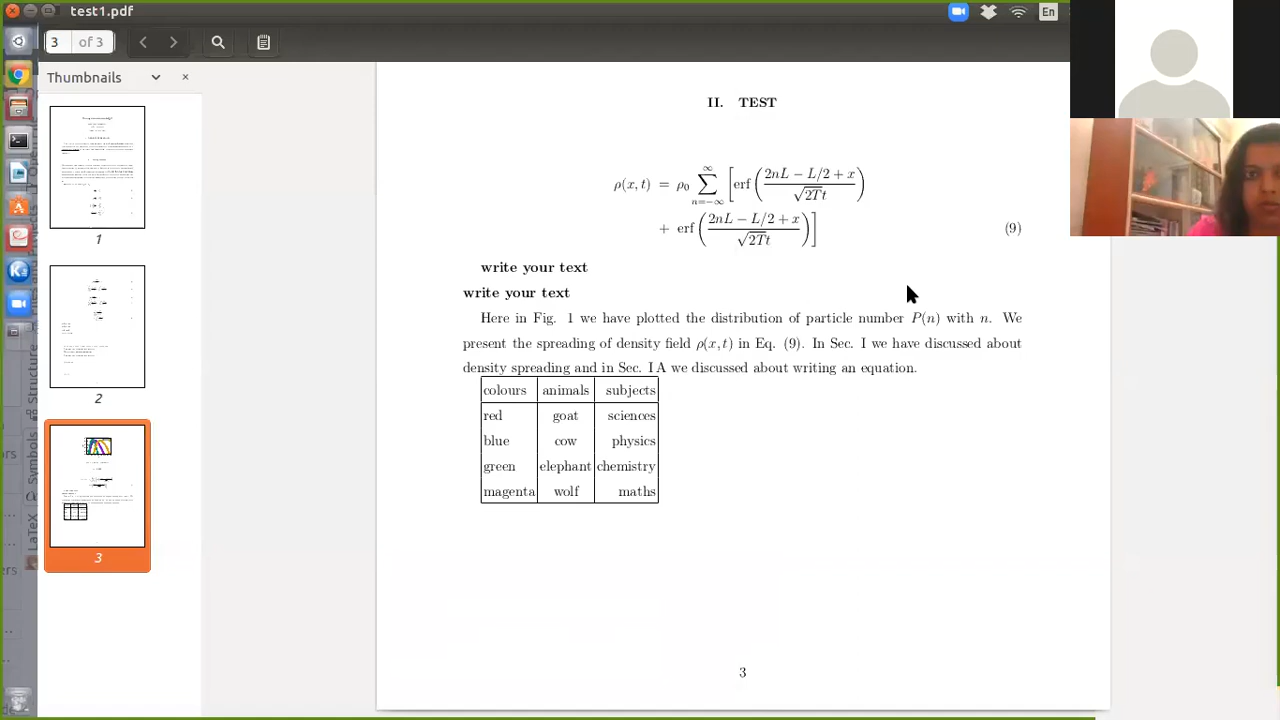 test1.pdf
En
3 of 3
Thumbnails
1
2
3
II. TEST
ρ(x, t) = ρ0 ∑ n=−∞ ∞ [erf (2nL − L/2 + x / √2Tt)
+ erf (2nL − L/2 + x / √2Tt)] (9)
write your text
write your text
Here in Fig. 1 we have plotted the distribution of particle number P(n) with n. We
present the spreading of density field ρ(x, t) in Eq. (9). In Sec. I we have discussed about
density spreading and in Sec. I A we discussed about writing an equation.
colours animals subjects
red goat sciences
blue cow physics
green elephant chemistry
magenta wolf maths
3